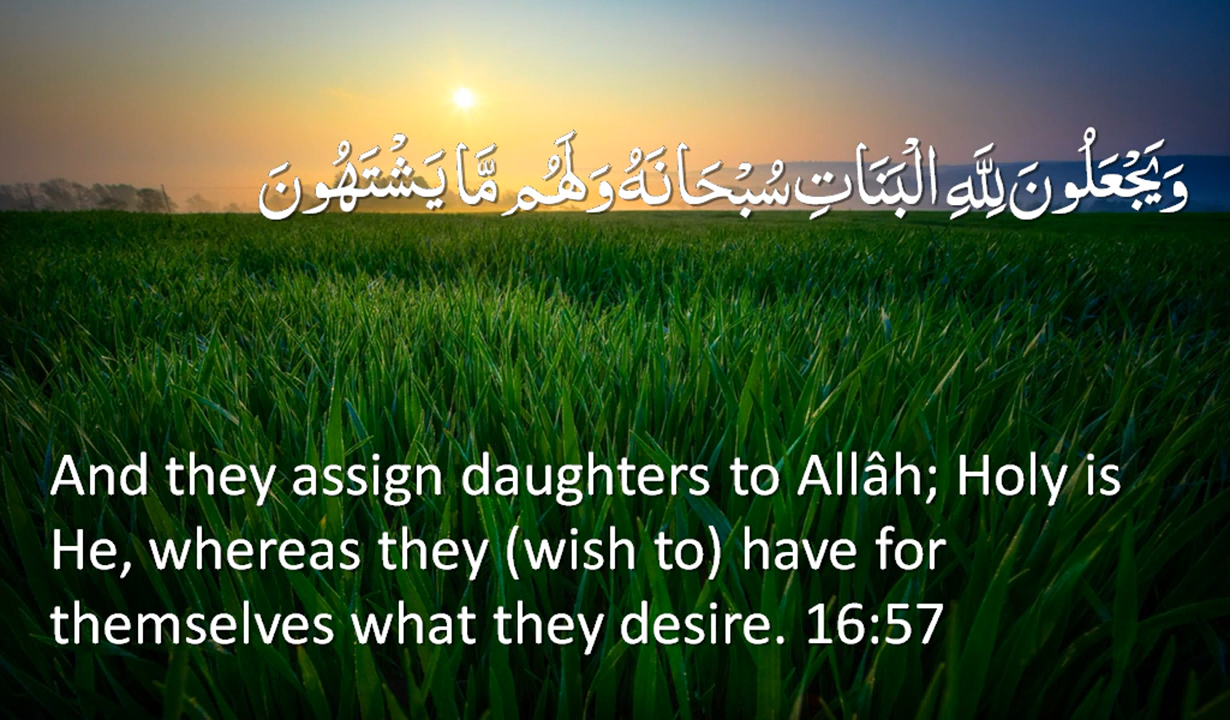 وَيَجْعَلُونَ لِلَّهِ الْبَنَاتِ سُبْحَانَهُ وَلَهُم مَّا يَشْتَهُونَ
And they assign daughters to Allâh; Holy is
He, whereas they (wish to) have for
themselves what they desire. 16:57